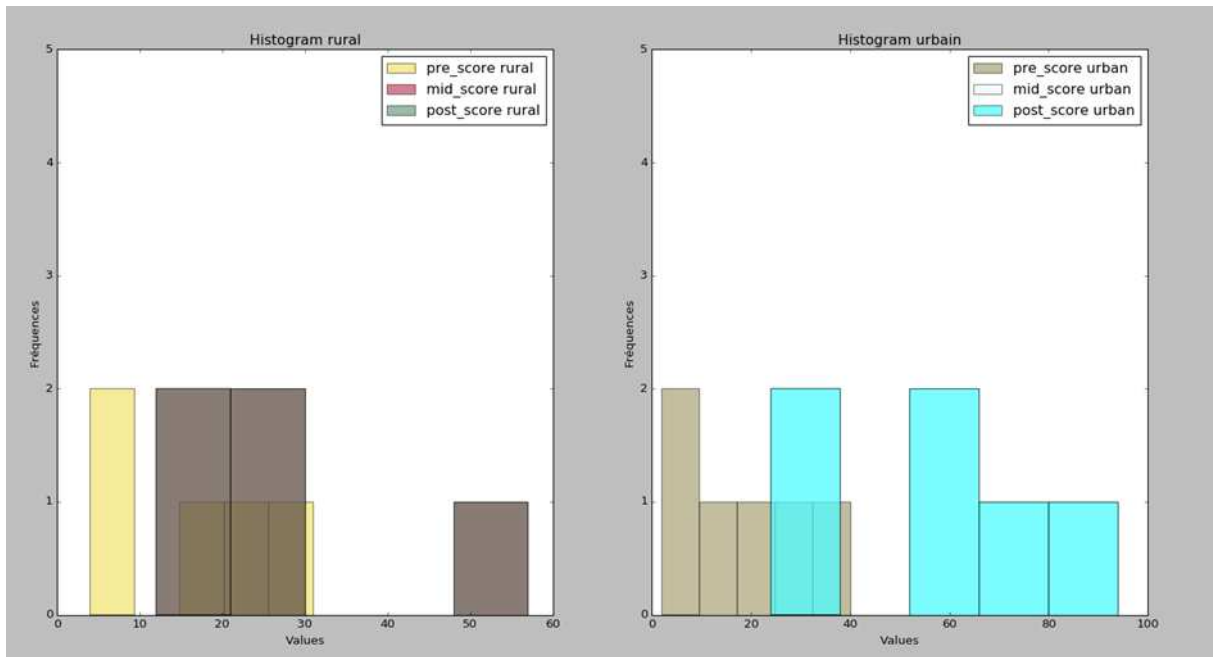 Histogram rural
5
4
3
2
1
0
Fréquences
pre_score rural
mid_score rural
post_score rural
0 10 20 30 40 50 60
Values
Histogram urbain
5
4
3
2
1
0
Fréquences
pre_score urban
mid_score urban
post_score urban
0 20 40 60 80 100
Values